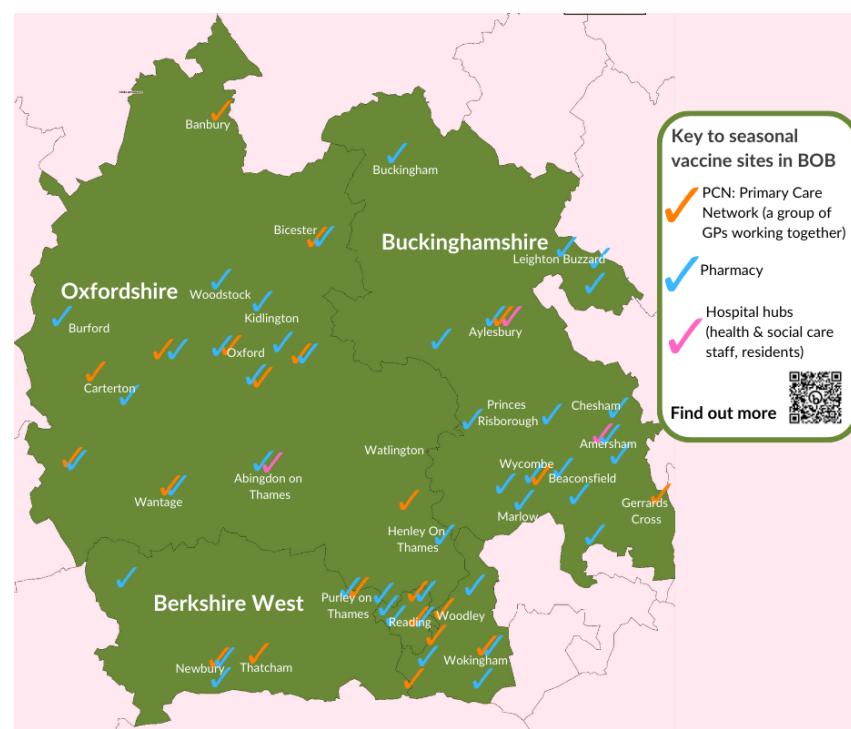 Banbury
Buckingham
Bicester
Buckinghamshire
Leighton Buzzard
Oxfordshire
Woodstock
Kidlington
Burford
Aylesbury
Oxford
Carterton
Princes
Risborough
Chesham
Amersham
Watlington
Wycombe
Beaconsfield
Abingdon on
Thames
Wantage
Marlow
Gerrards
Cross
Henley On
Thames
Berkshire West
Purley on
Thames
Reading
Woodley
Wokingham
Newbury
Thatcham
Key to seasonal
vaccine sites in BOB
PCN: Primary Care
Network (a group of
GPs working together)
Pharmacy
Hospital hubs
(health & social care
staff, residents)
Find out more